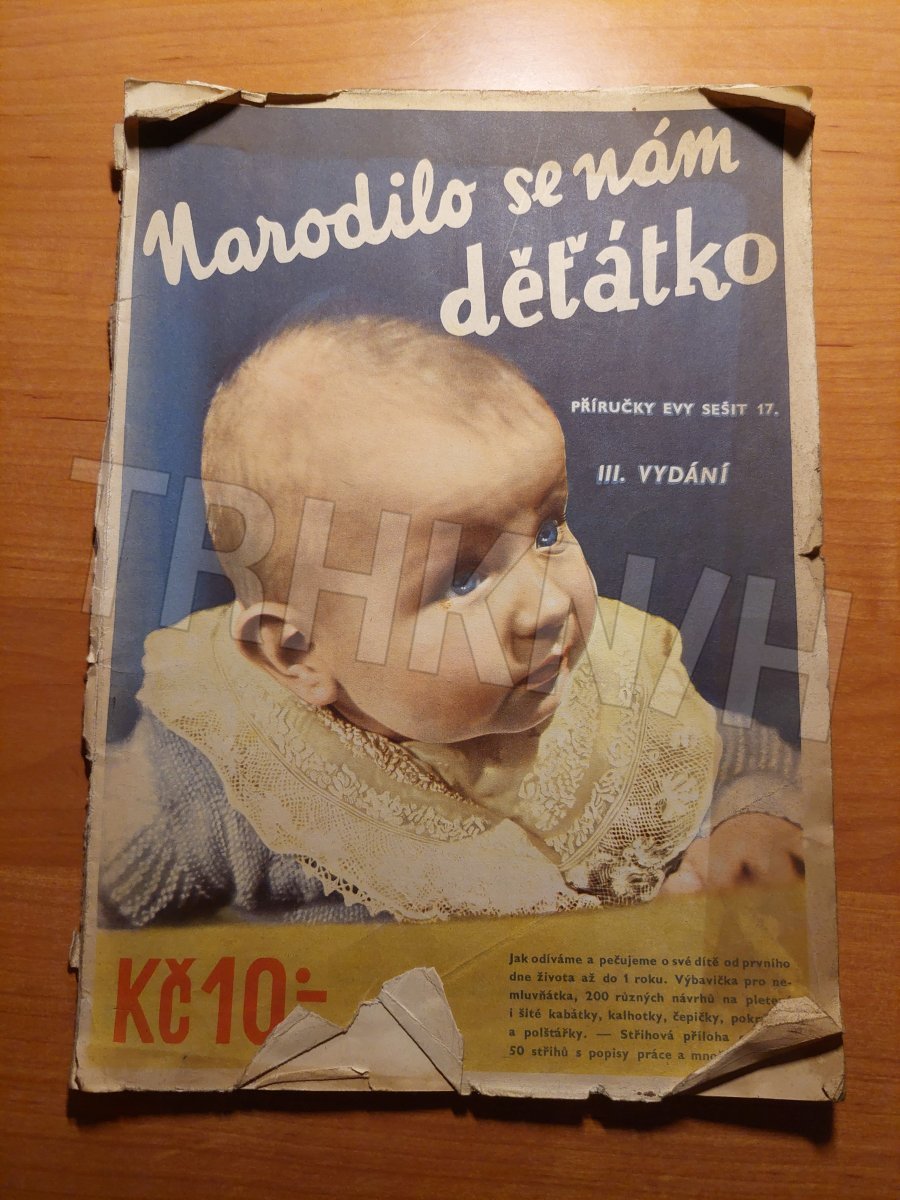 Narodilo se nám
děťátko
PŘÍRUČKY EVY SEŠIT 17.
III. VYDÁNÍ
TRHKNIH
Kč 10:-
Jak odíváme a pečujeme o své dítě od prvního
dne života až do 1 roku. Výbavička pro ne-
mluvňátka, 200 různých návrhů na pletené
i šité kabátky, kalhotky, čepičky,
a polštářky. — Střihová příloha
50 střihů s popisy práce a